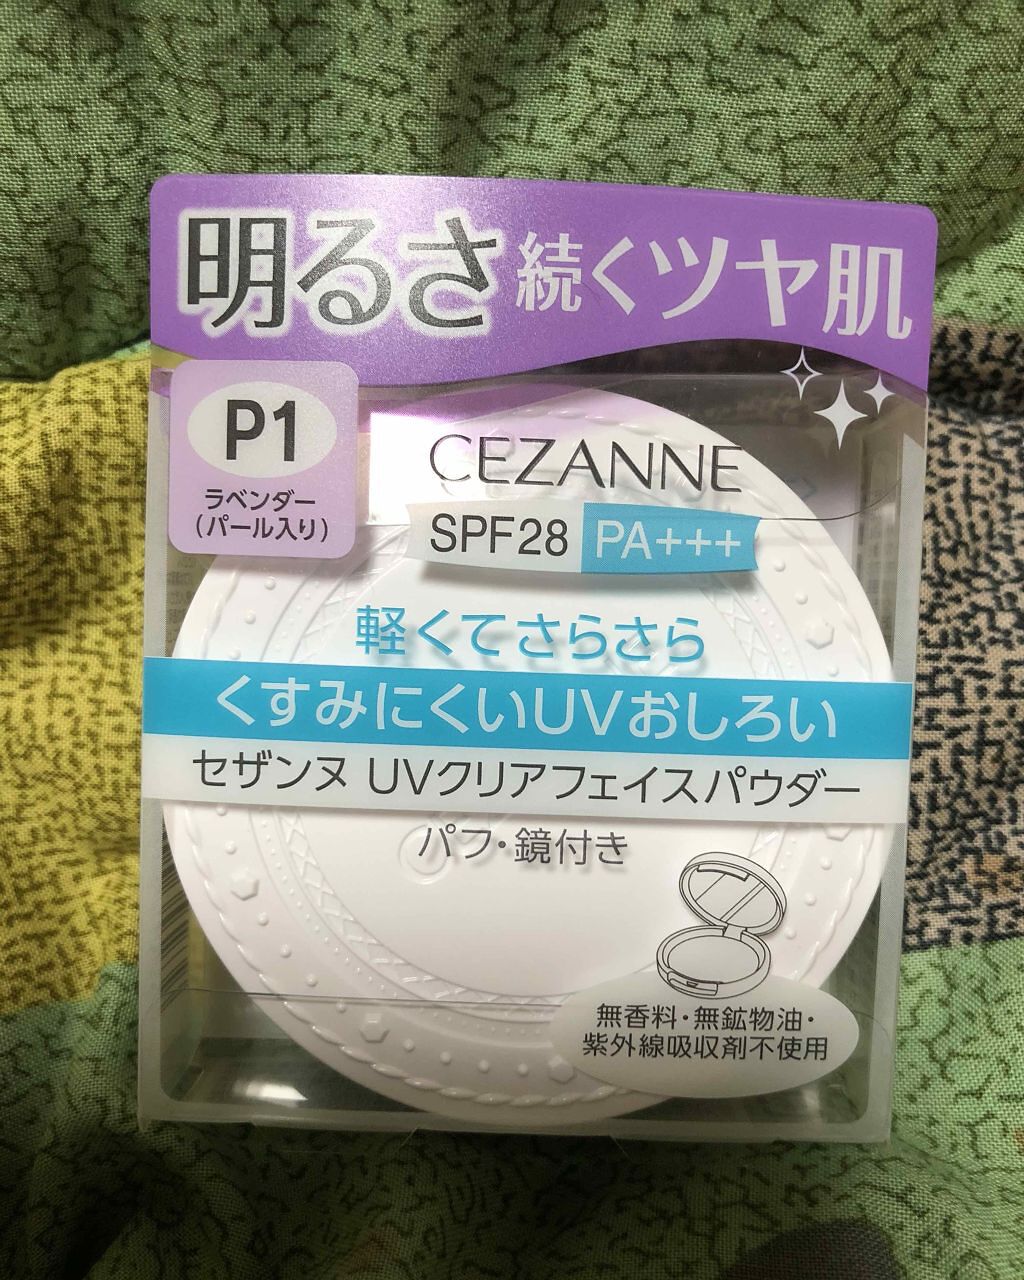 明るさ続くツヤ肌
P1
ラベンダー
(パール入り)
CEZANNE
SPF28 PA+++
軽くてさらさら
くすみにくいUVおしろい
セザンヌ UVクリアフェイスパウダー
パフ・鏡付き
無香料・無鉱物油・
紫外線吸収剤不使用